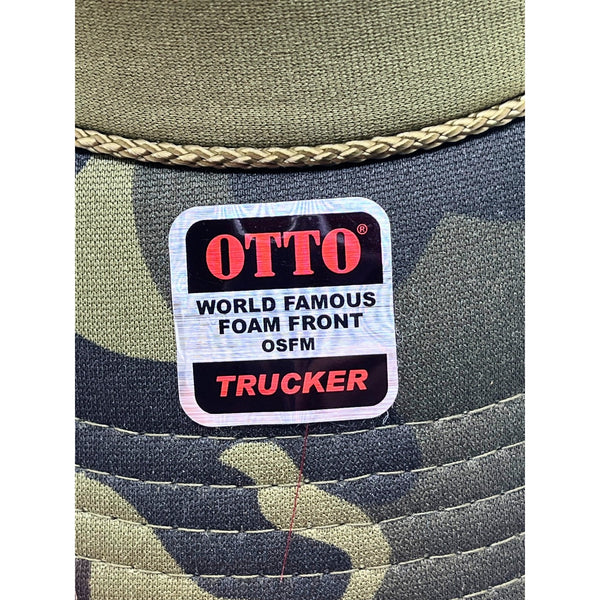 OTTO®
WORLD FAMOUS
FOAM FRONT
OSFM
TRUCKER